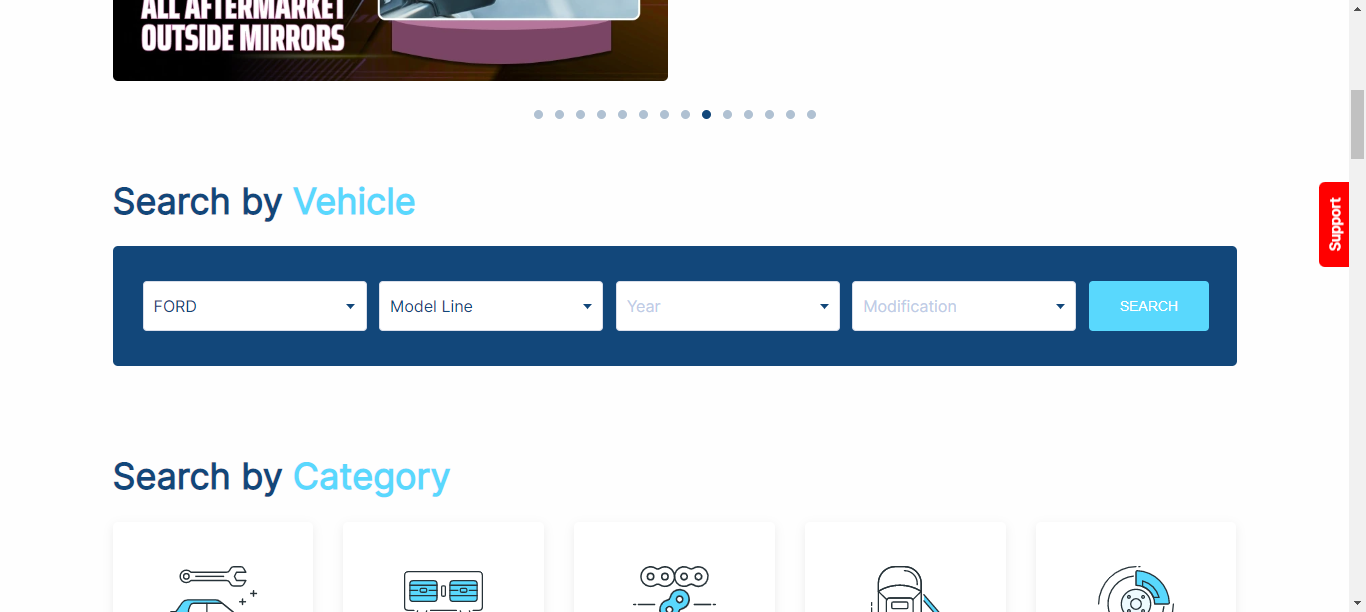 ALL AFTERMARKET
OUTSIDE MIRRORS
Search by Vehicle
FORD
Model Line
Year
Modification
SEARCH
Support
Search by Category